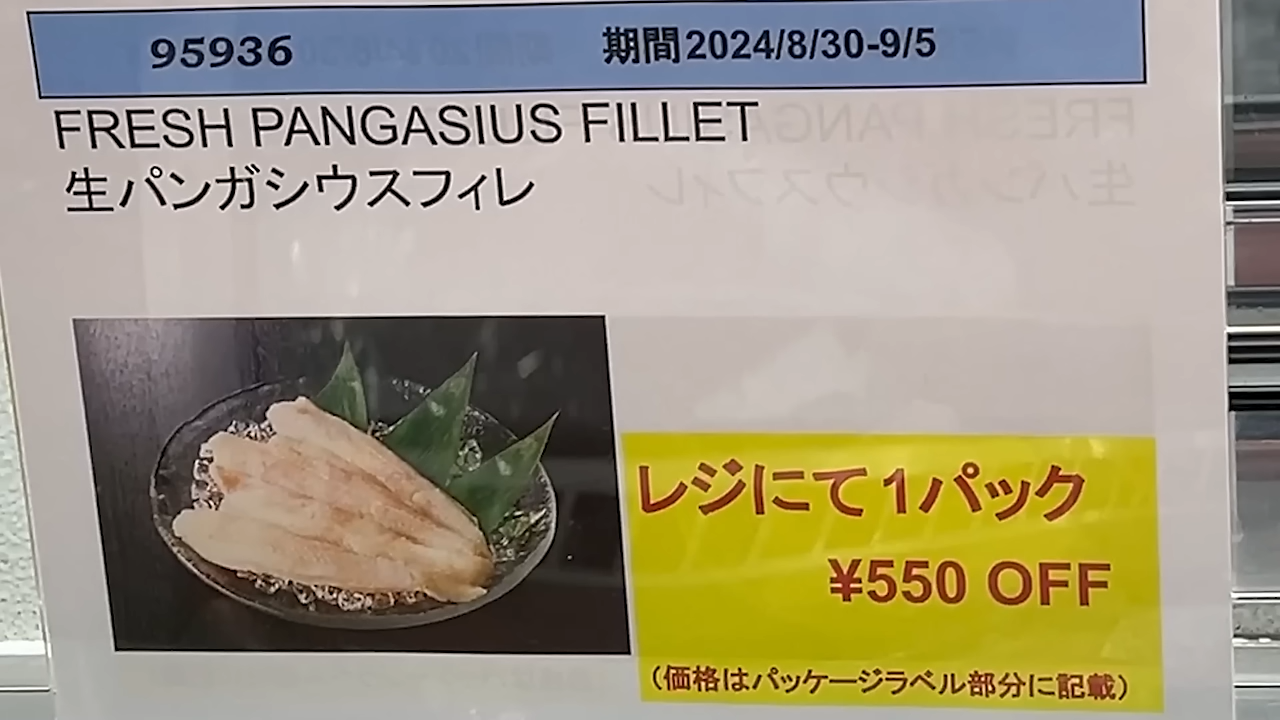 95936 期間2024/8/30-9/5
FRESH PANGASIUS FILLET
生パンガシウスフィレ
レジにて1パック
¥550 OFF
(価格はパッケージラベル部分に記載)